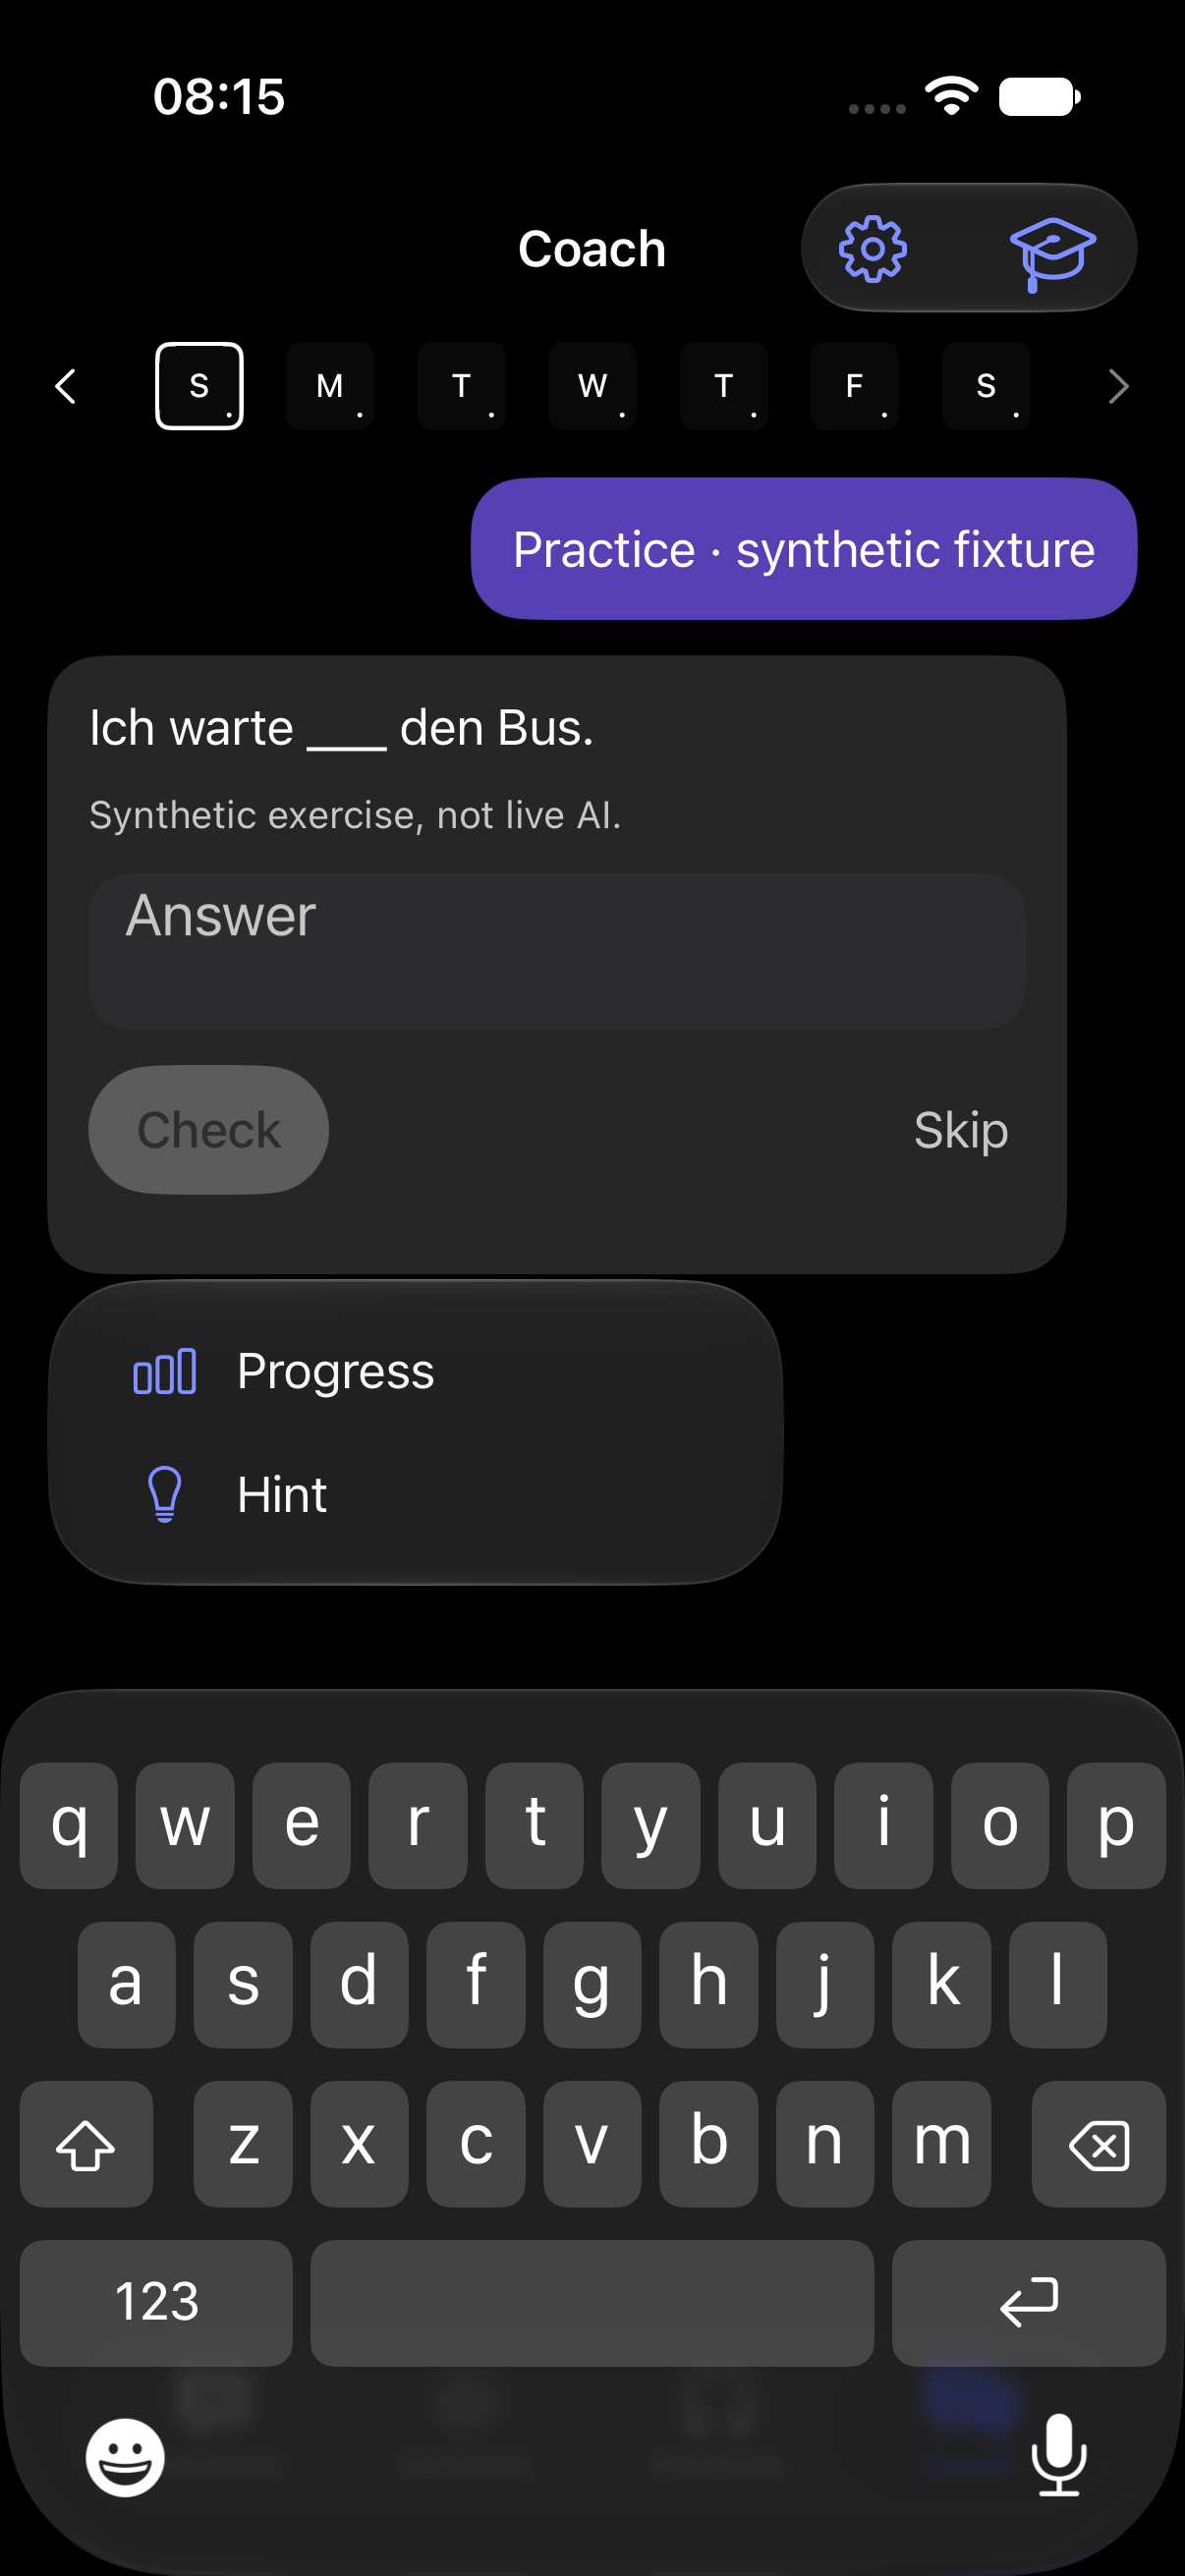 08:15
Coach
S. M. T. W. T. F. S.
Practice · synthetic fixture
Ich warte ____ den Bus.
Synthetic exercise, not live AI.
Answer
Check Skip
Progress
Hint
q w e r t y u i o p
a s d f g h j k l
z x c v b n m
123